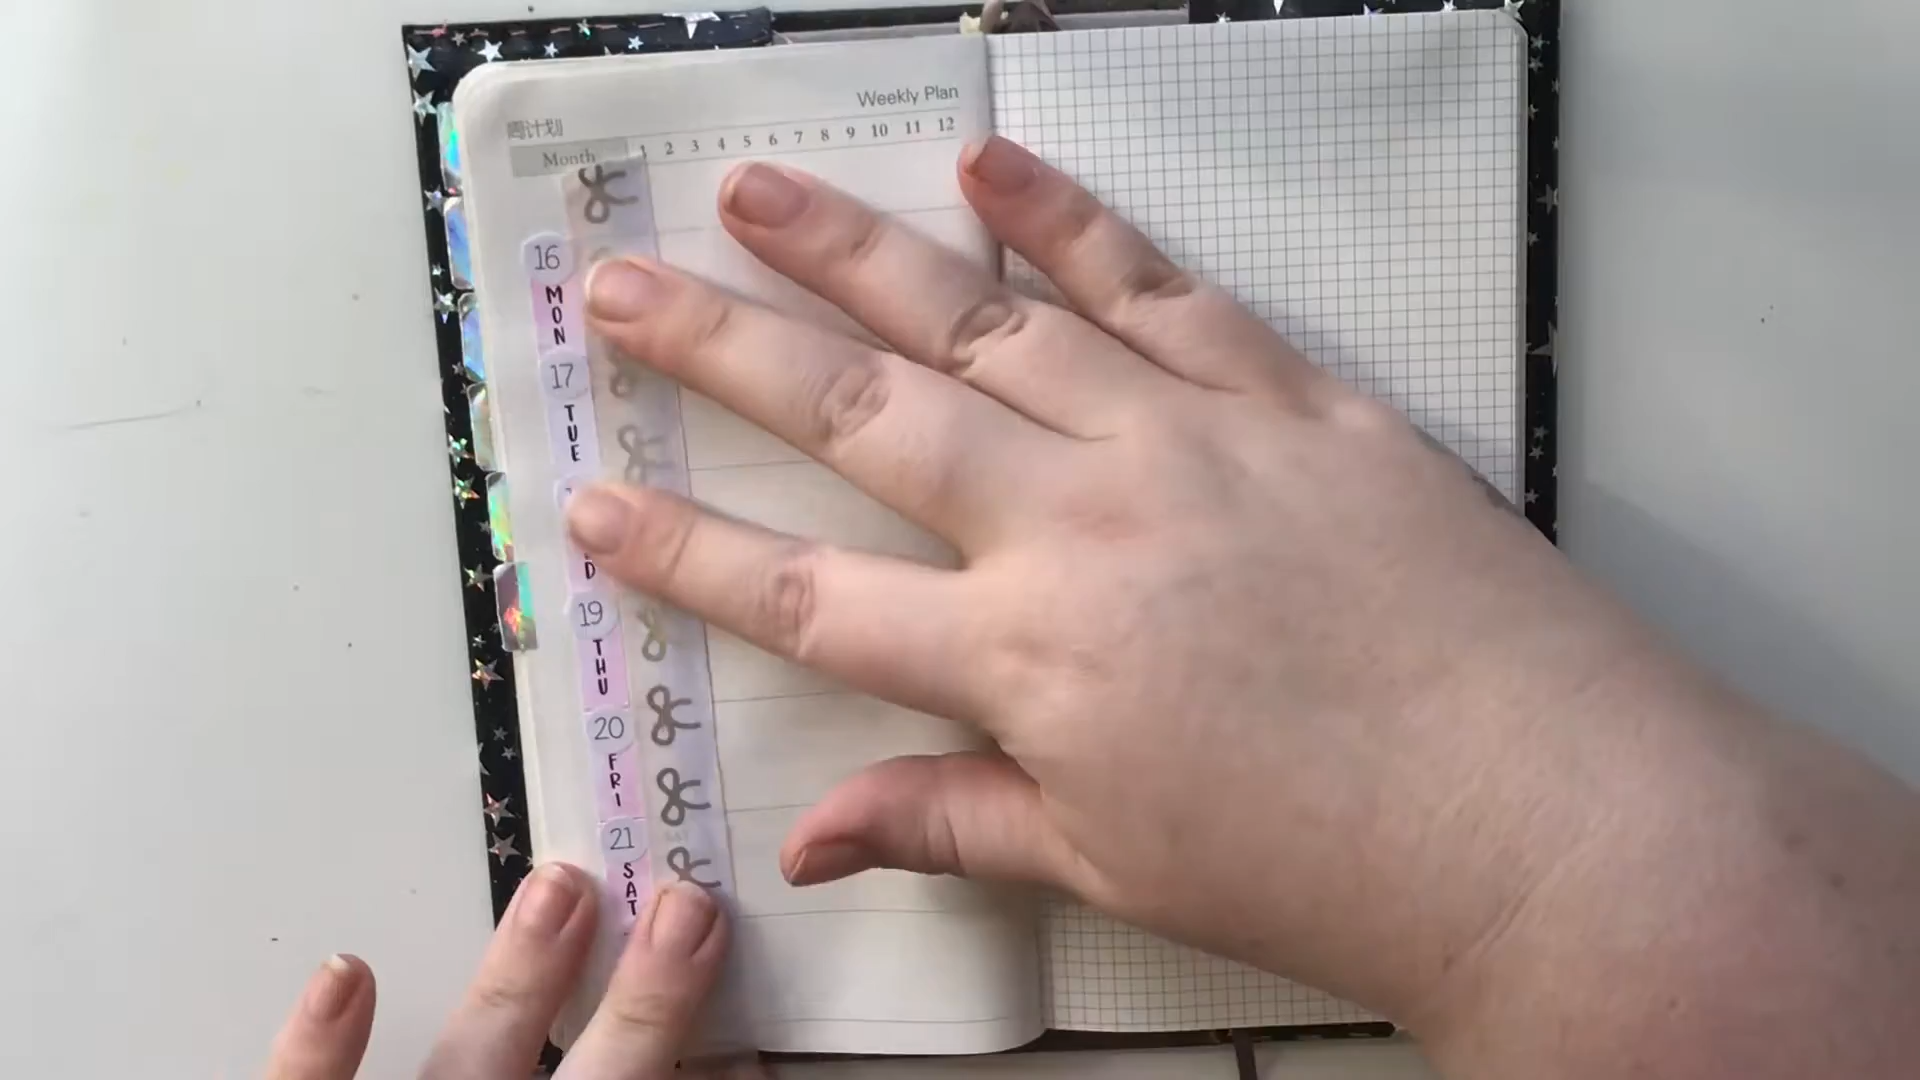 Weekly Plan
周计划
Month 1 2 3 4 5 6 7 8 9 10 11 12
16
MON
17
TUE
D
19
THU
20
FRI
21
SAT